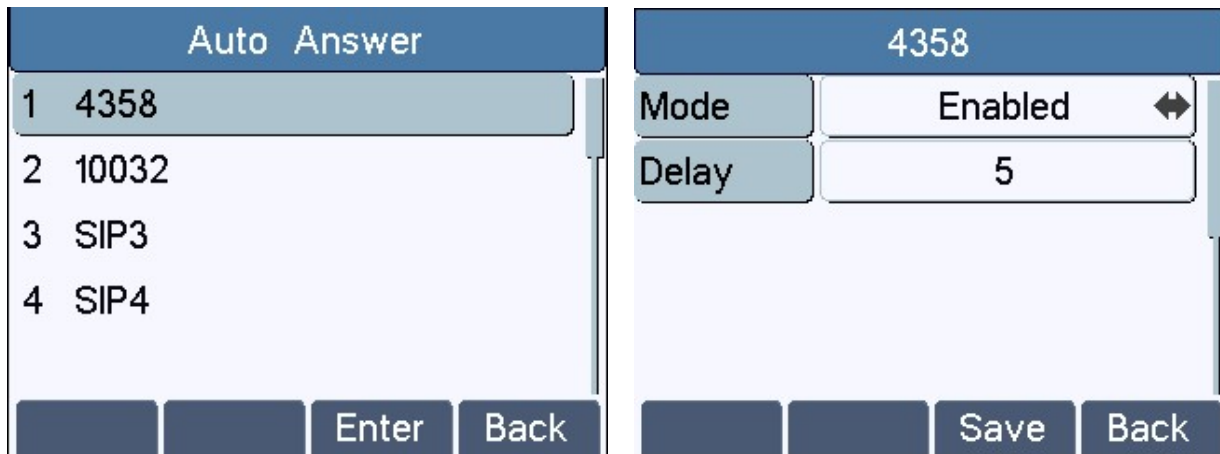 Auto Answer
1 4358
2 10032
3 SIP3
4 SIP4
Enter Back
4358
Mode Enabled
Delay 5
Save Back